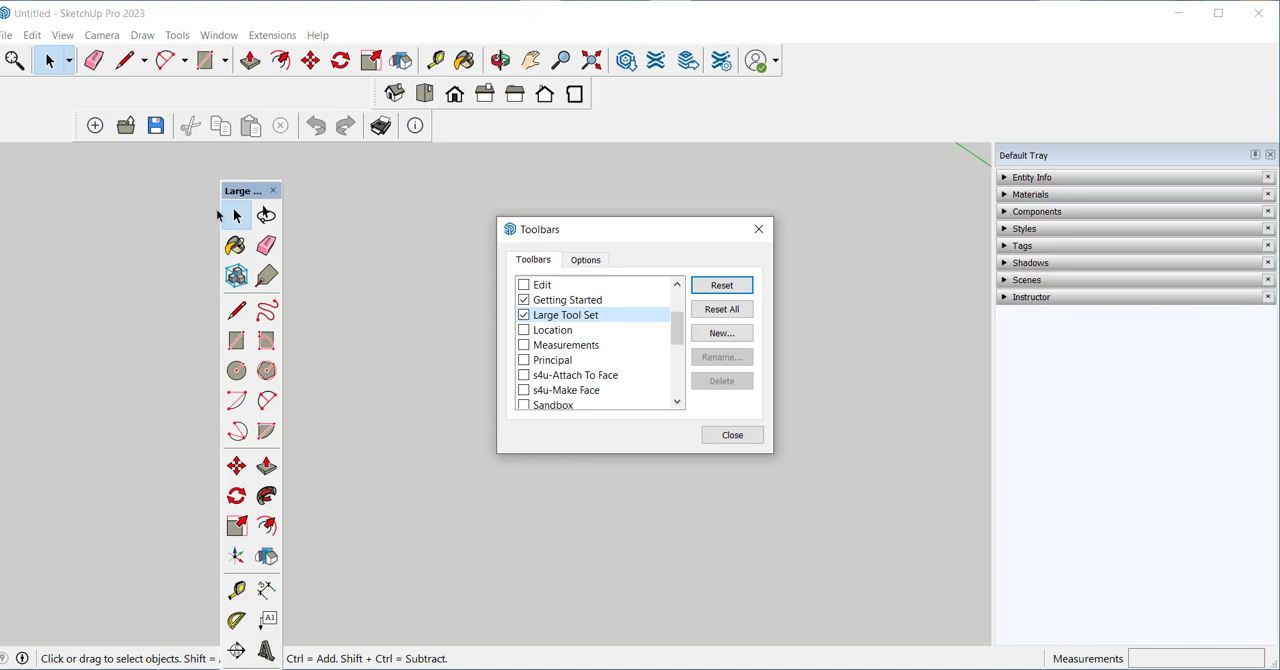 Untitled - SketchUp Pro 2023
File Edit View Camera Draw Tools Window Extensions Help
Default Tray
Entity Info
Materials
Components
Styles
Tags
Shadows
Scenes
Instructor
Large ...
A1
Toolbars
Toolbars Options
Edit
Getting Started
Large Tool Set
Location
Measurements
Principal
s4u-Attach To Face
s4u-Make Face
Sandbox
Reset
Reset All
New...
Rename...
Delete
Close
Click or drag to select objects. Shift = Ctrl = Add. Shift + Ctrl = Subtract.
Measurements